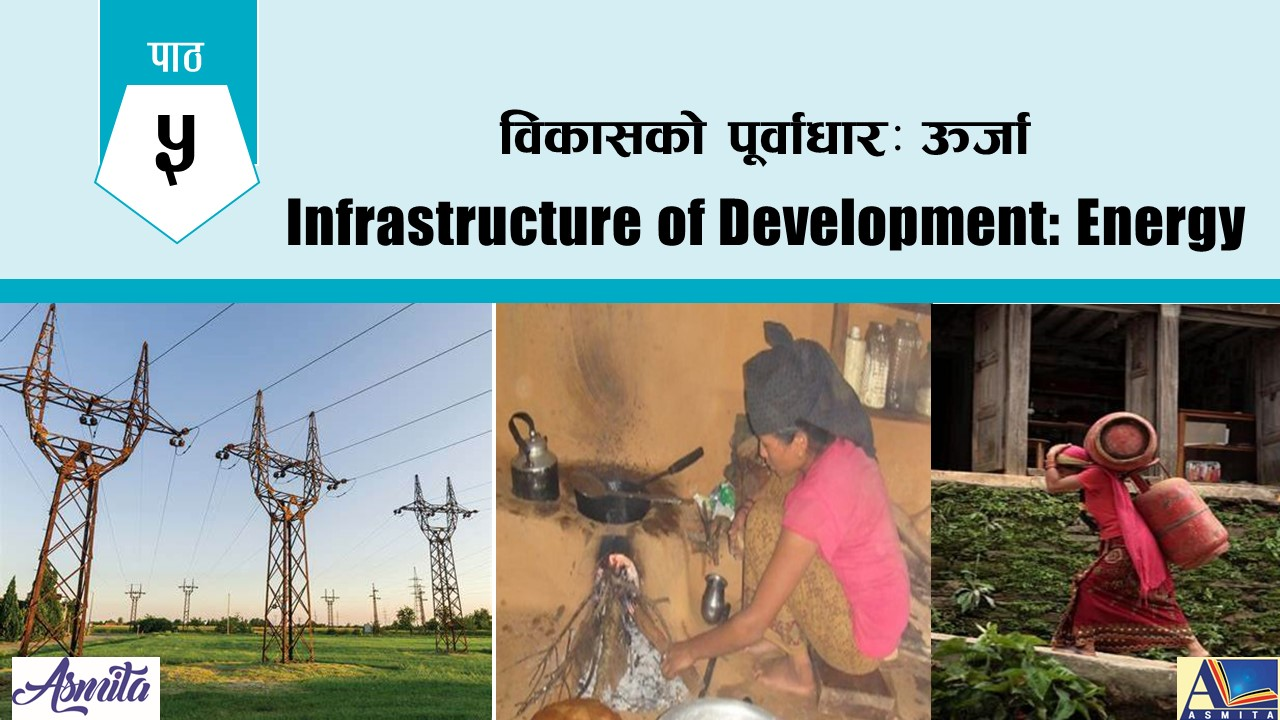 पाठ
५
विकासको पूर्वाधारः ऊर्जा
Infrastructure of Development: Energy
Asmita
ASMITA